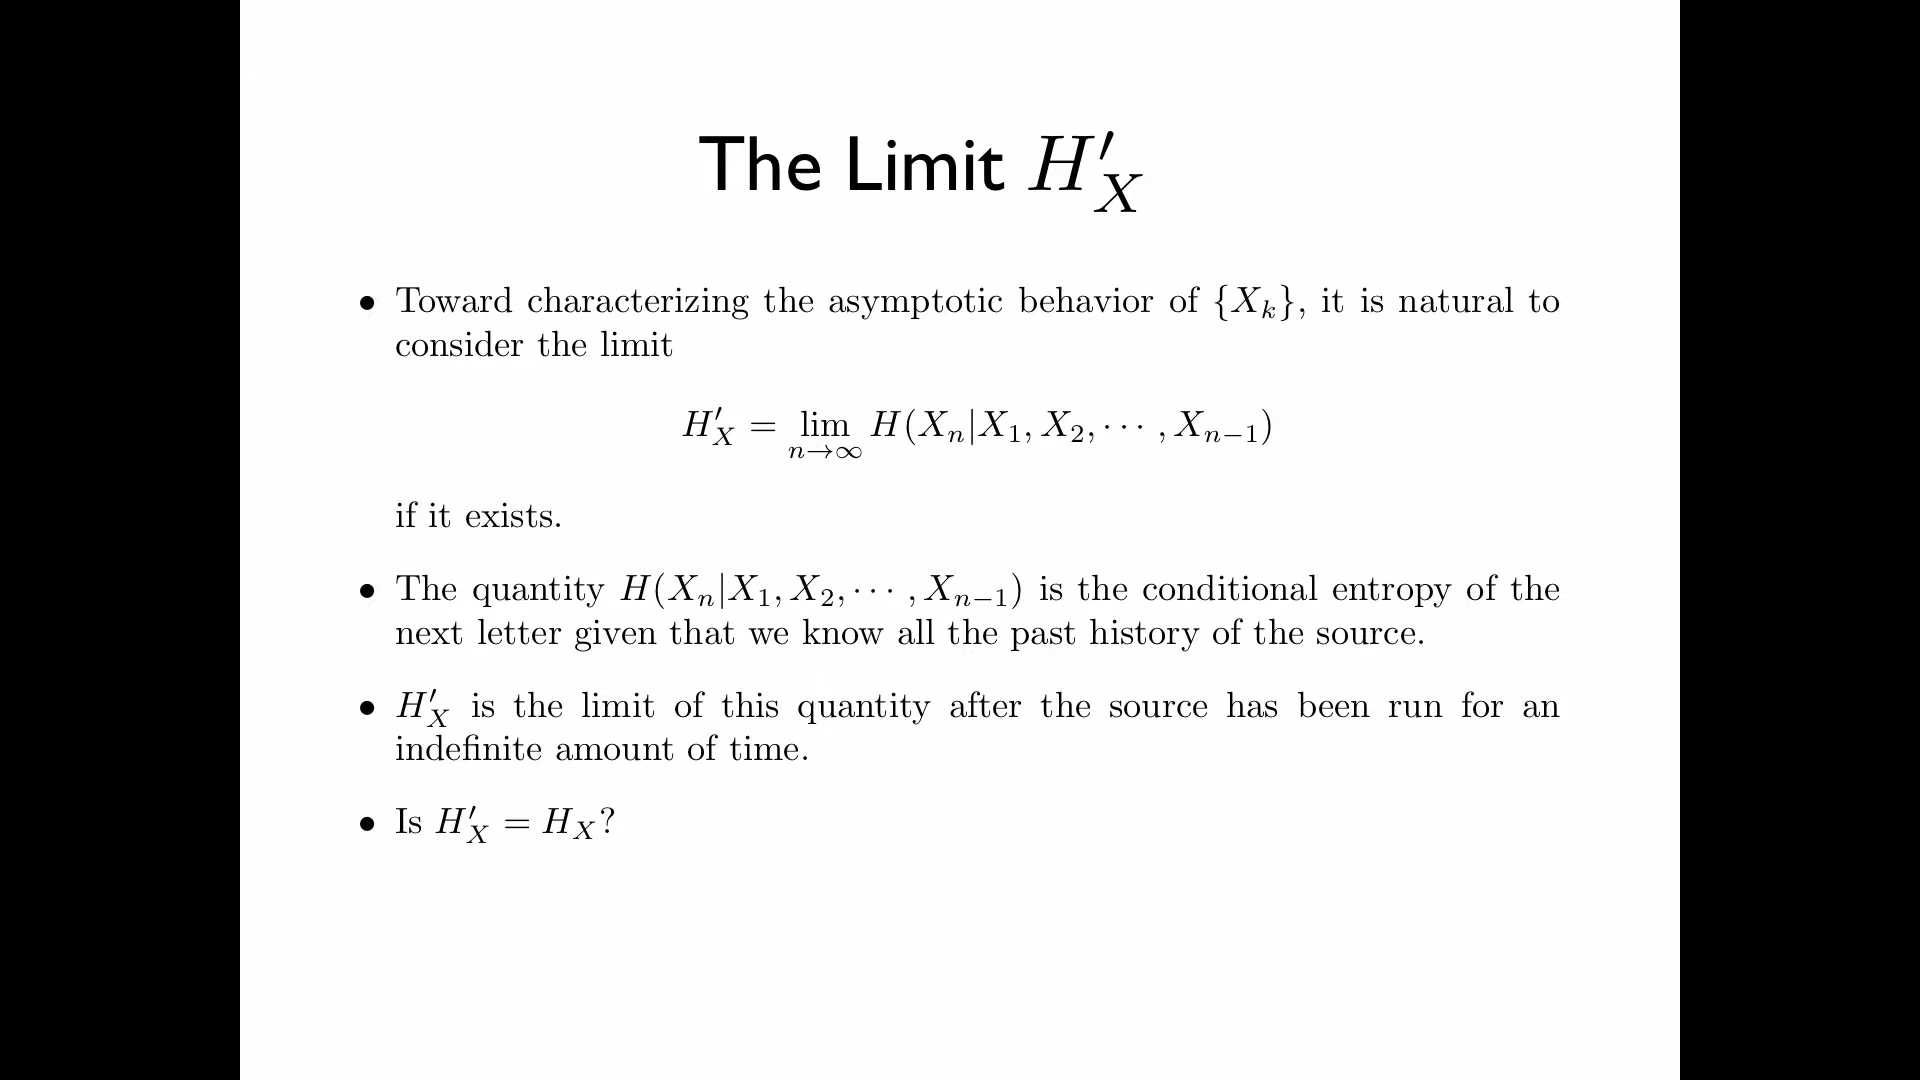 The Limit H′_X
• Toward characterizing the asymptotic behavior of {X_k}, it is natural to
consider the limit
H′_X = lim_{n→∞} H(X_n|X_1, X_2, ⋯ , X_{n−1})
if it exists.
• The quantity H(X_n|X_1, X_2, ⋯ , X_{n−1}) is the conditional entropy of the
next letter given that we know all the past history of the source.
• H′_X is the limit of this quantity after the source has been run for an
indefinite amount of time.
• Is H′_X = H_X?